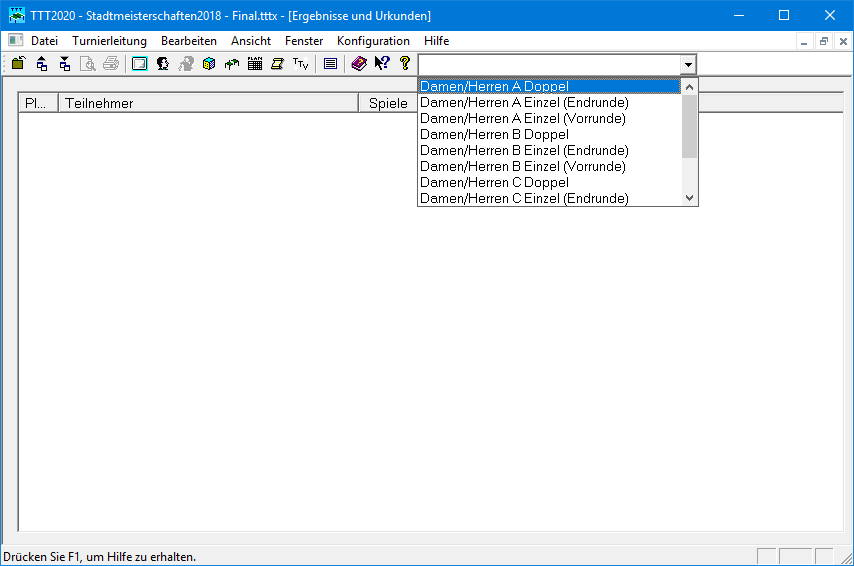 TTT2020 - Stadtmeisterschaften2018 - Final.tttx - [Ergebnisse und Urkunden]
Datei Turnierleitung Bearbeiten Ansicht Fenster Konfiguration Hilfe
PLAN TTV
Damen/Herren A Doppel
Damen/Herren A Einzel (Endrunde)
Damen/Herren A Einzel (Vorrunde)
Damen/Herren B Doppel
Damen/Herren B Einzel (Endrunde)
Damen/Herren B Einzel (Vorrunde)
Damen/Herren C Doppel
Damen/Herren C Einzel (Endrunde)
Pl... Teilnehmer Spiele
Drücken Sie F1, um Hilfe zu erhalten.